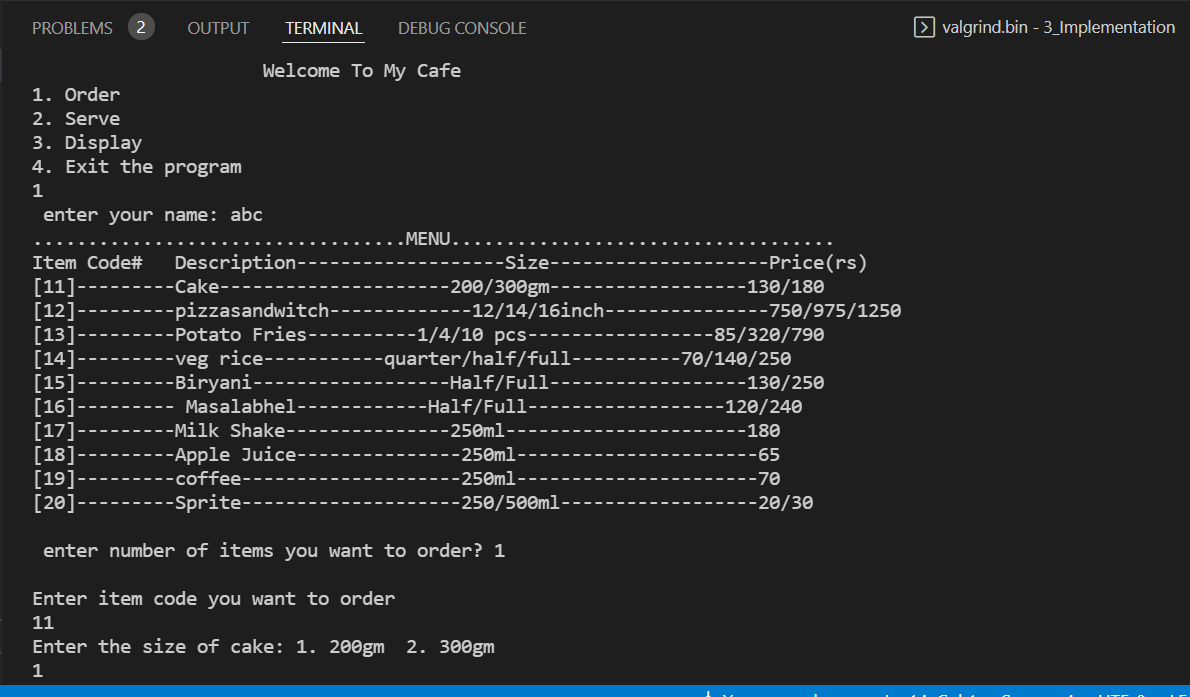 PROBLEMS 2 OUTPUT TERMINAL DEBUG CONSOLE valgrind.bin - 3_Implementation
Welcome To My Cafe
1. Order
2. Serve
3. Display
4. Exit the program
1
enter your name: abc
..................................MENU...................................
Item Code#   Description-------------------Size--------------------Price(rs)
[11]---------Cake---------------------200/300gm------------------130/180
[12]---------pizzasandwitch-------------12/14/16inch---------------750/975/1250
[13]---------Potato Fries----------1/4/10 pcs-----------------85/320/790
[14]---------veg rice-----------quarter/half/full----------70/140/250
[15]---------Biryani------------------Half/Full------------------130/250
[16]--------- Masalabhel------------Half/Full------------------120/240
[17]---------Milk Shake---------------250ml----------------------180
[18]---------Apple Juice---------------250ml----------------------65
[19]---------coffee--------------------250ml----------------------70
[20]---------Sprite--------------------250/500ml------------------20/30
enter number of items you want to order? 1
Enter item code you want to order
11
Enter the size of cake: 1. 200gm  2. 300gm
1